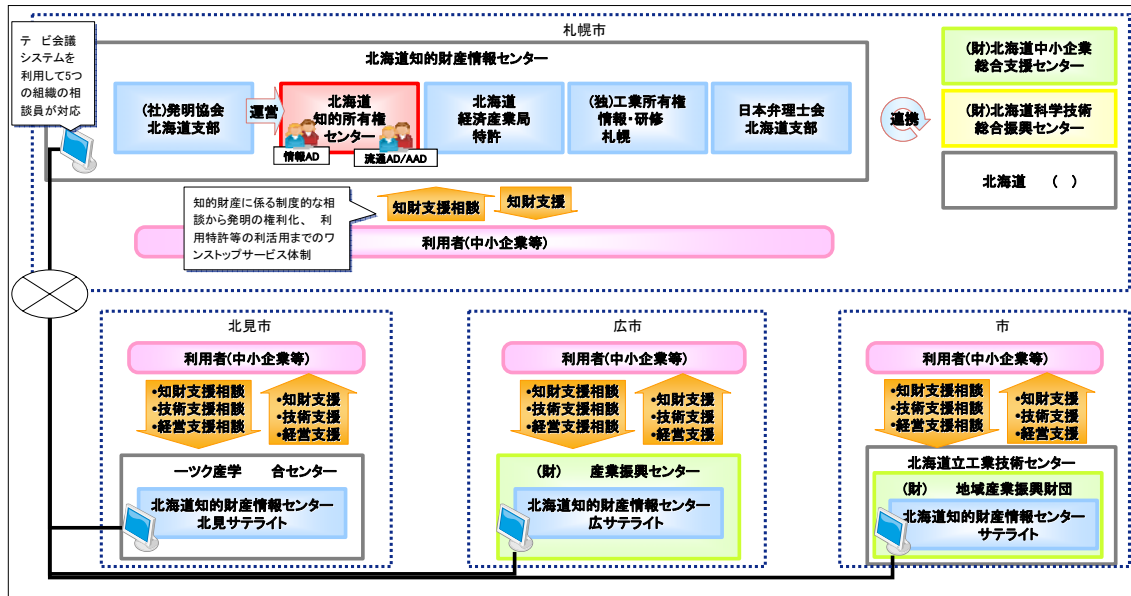 札幌市
テ ビ会議
システムを
利用して5つ
の組織の相
談員が対応
北海道知的財産情報センター
(社)発明協会
北海道支部
運営
北海道
知的所有権
センター
情報AD
流通AD/AAD
北海道
経済産業局
特許
(独)工業所有権
情報・研修
札幌
日本弁理士会
北海道支部
連携
(財)北海道中小企業
総合支援センター
(財)北海道科学技術
総合振興センター
北海道 ( )
知的財産に係る制度的な相
談から発明の権利化、 利
用特許等の利活用までのワ
ンストップサービス体制
知財支援相談
知財支援
利用者(中小企業等)
北見市
利用者(中小企業等)
•知財支援相談
•技術支援相談
•経営支援相談
•知財支援
•技術支援
•経営支援
一ツク産学 合センター
北海道知的財産情報センター
北見サテライト
広市
利用者(中小企業等)
•知財支援相談
•技術支援相談
•経営支援相談
•知財支援
•技術支援
•経営支援
(財) 産業振興センター
北海道知的財産情報センター
広サテライト
市
利用者(中小企業等)
•知財支援相談
•技術支援相談
•経営支援相談
•知財支援
•技術支援
•経営支援
北海道立工業技術センター
(財) 地域産業振興財団
北海道知的財産情報センター
サテライト